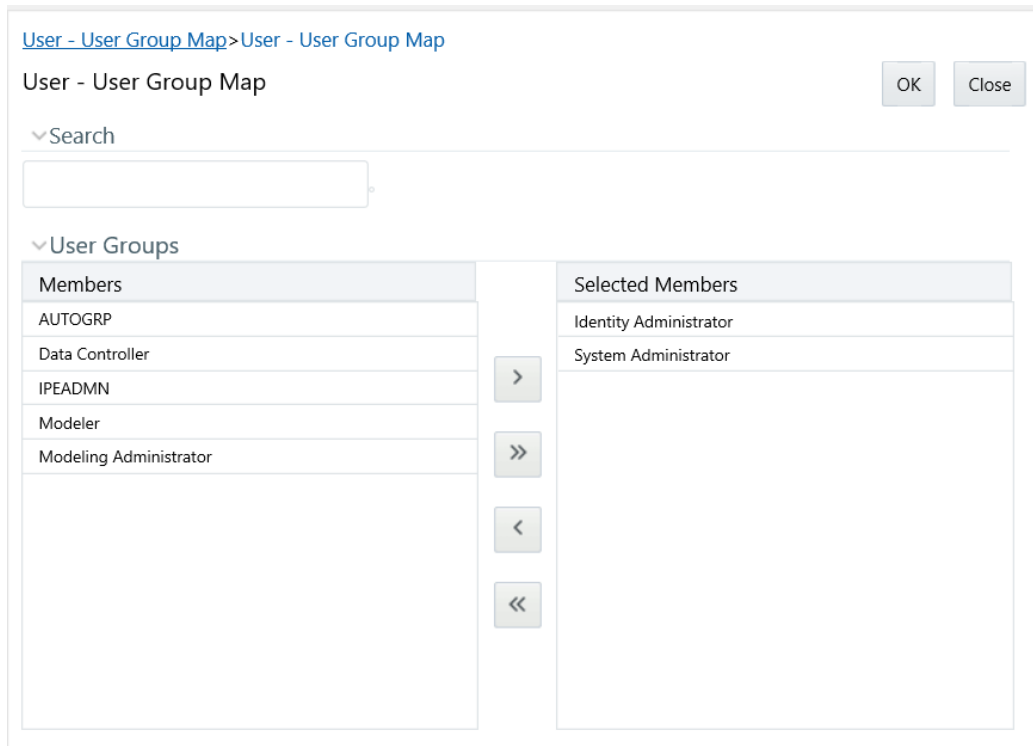 User - User Group Map>User - User Group Map
User - User Group Map
OK
Close
Search
User Groups
Members
AUTOGRP
Data Controller
IPEADMN
Modeler
Modeling Administrator
Selected Members
Identity Administrator
System Administrator